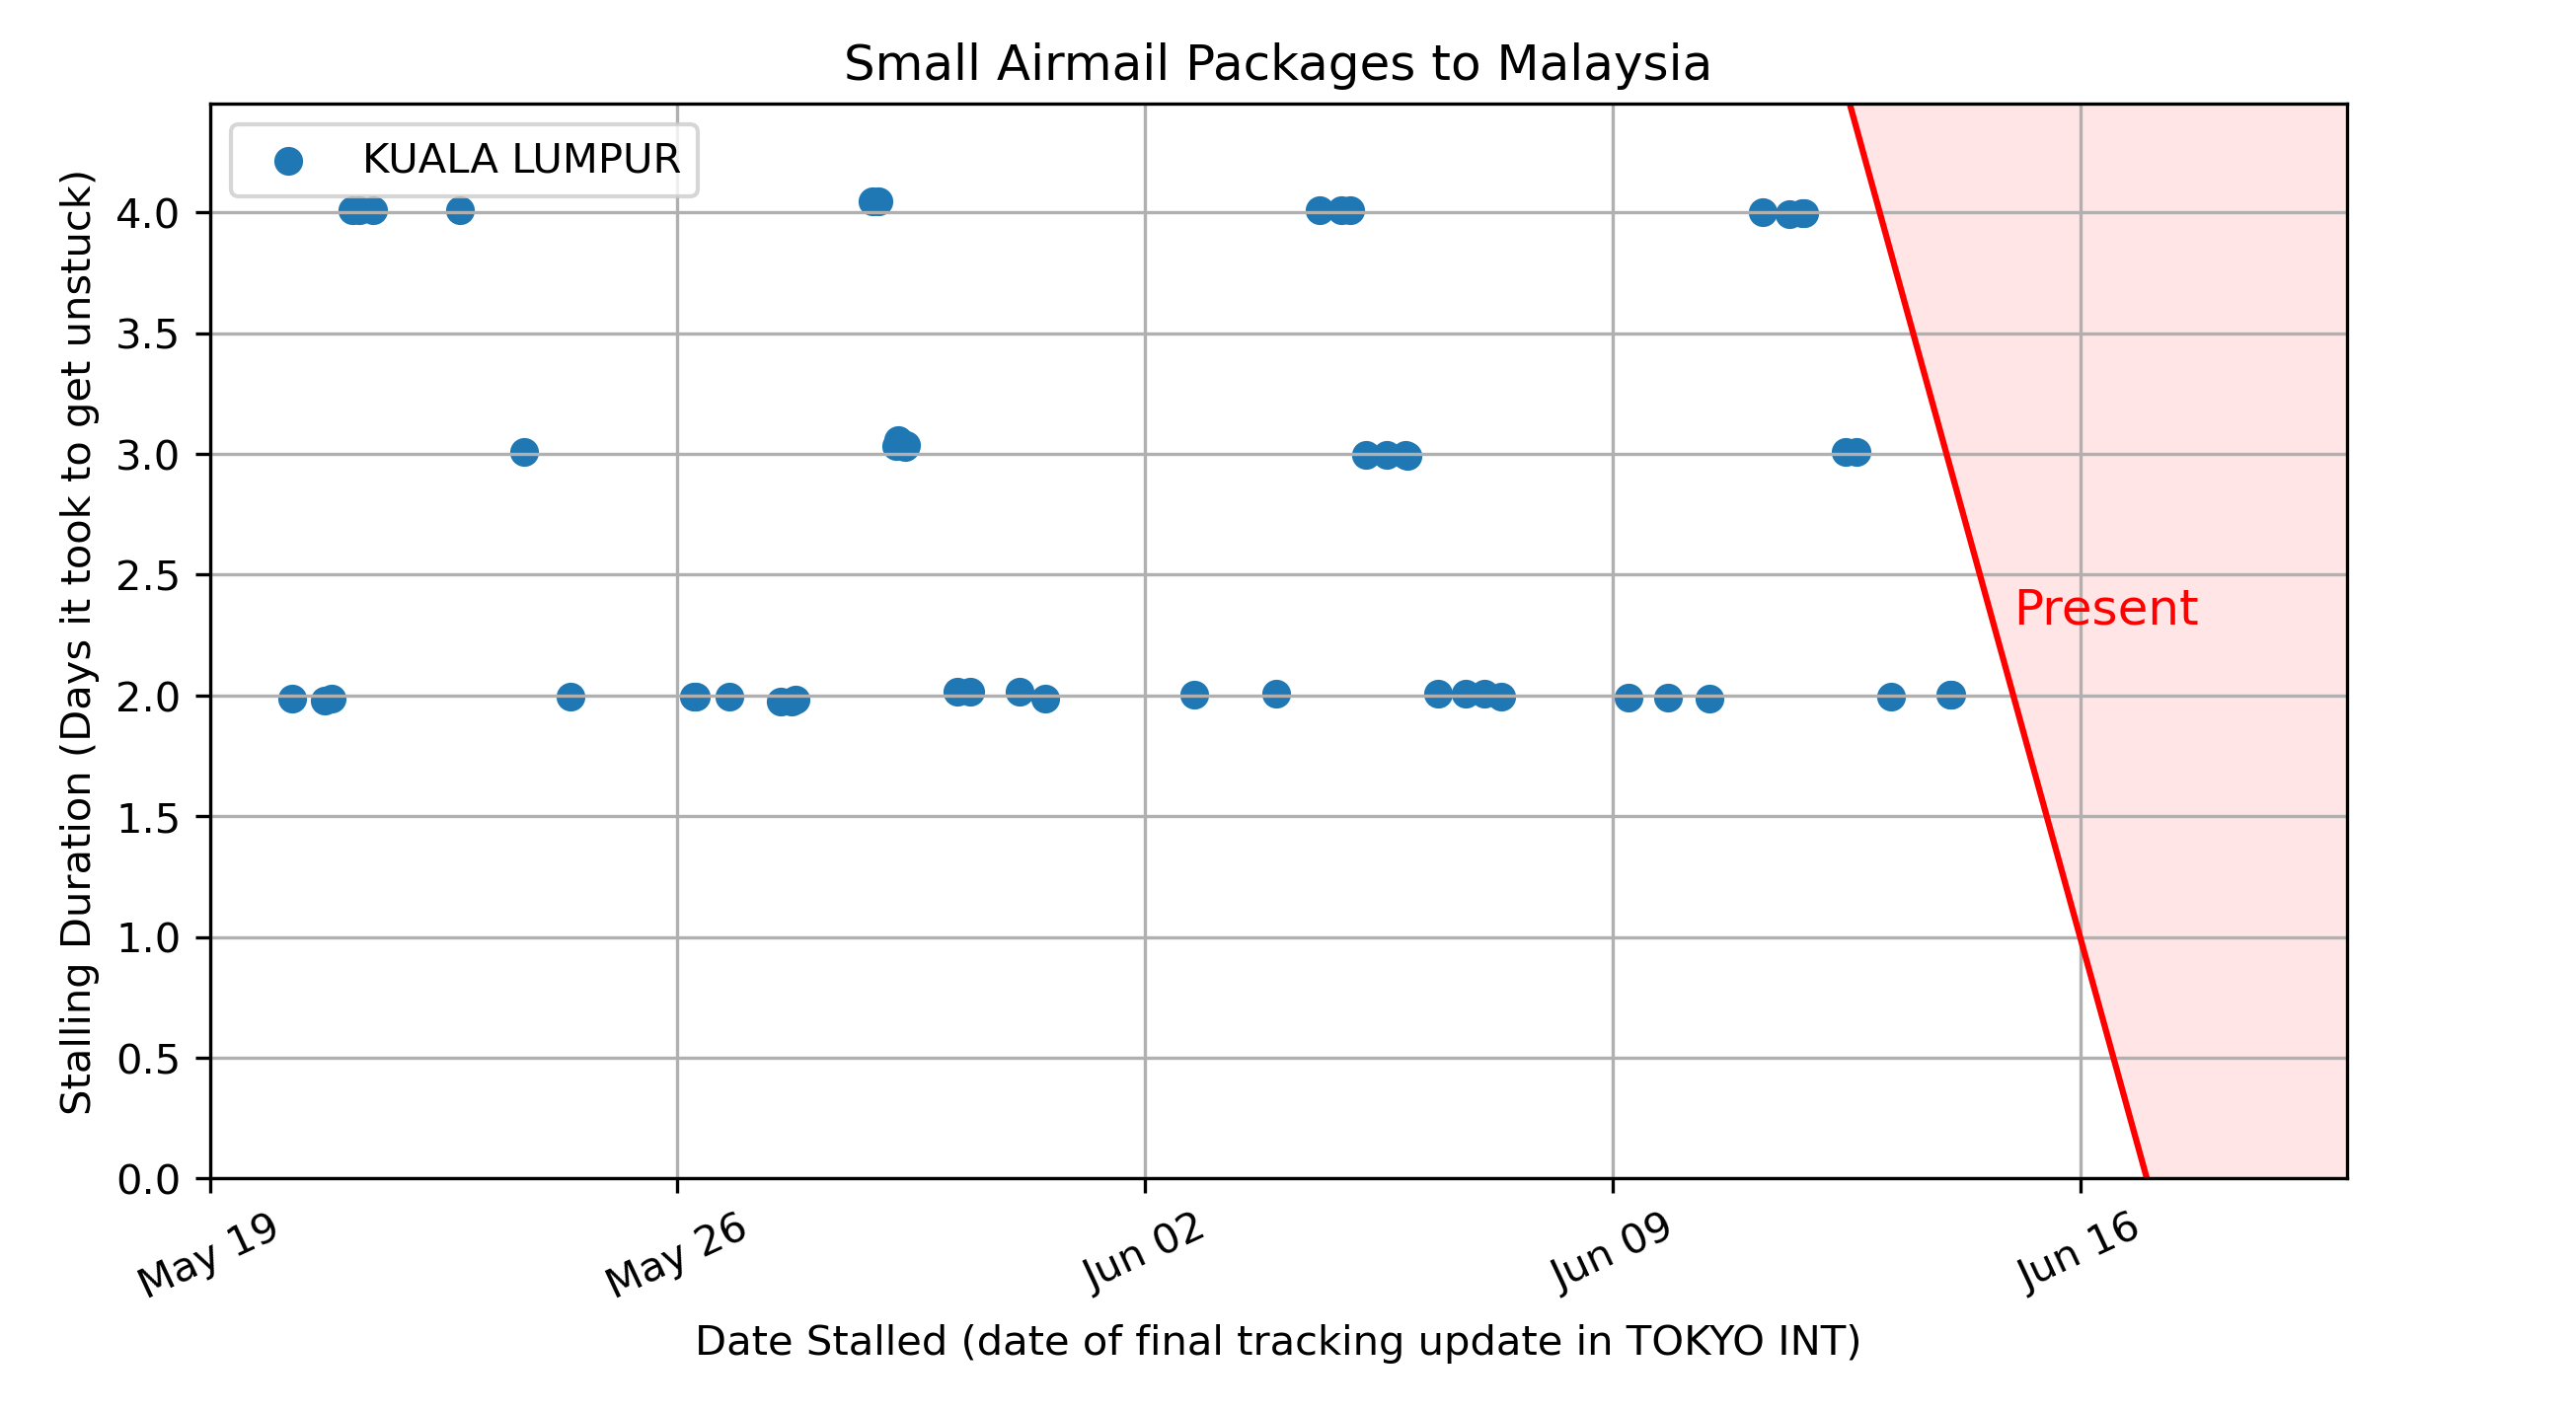 Small Airmail Packages to Malaysia
KUALA LUMPUR
Stalling Duration (Days it took to get unstuck)
4.0
3.5
3.0
2.5
2.0
1.5
1.0
0.5
0.0
Present
May 19
May 26
Jun 02
Jun 09
Jun 16
Date Stalled (date of final tracking update in TOKYO INT)